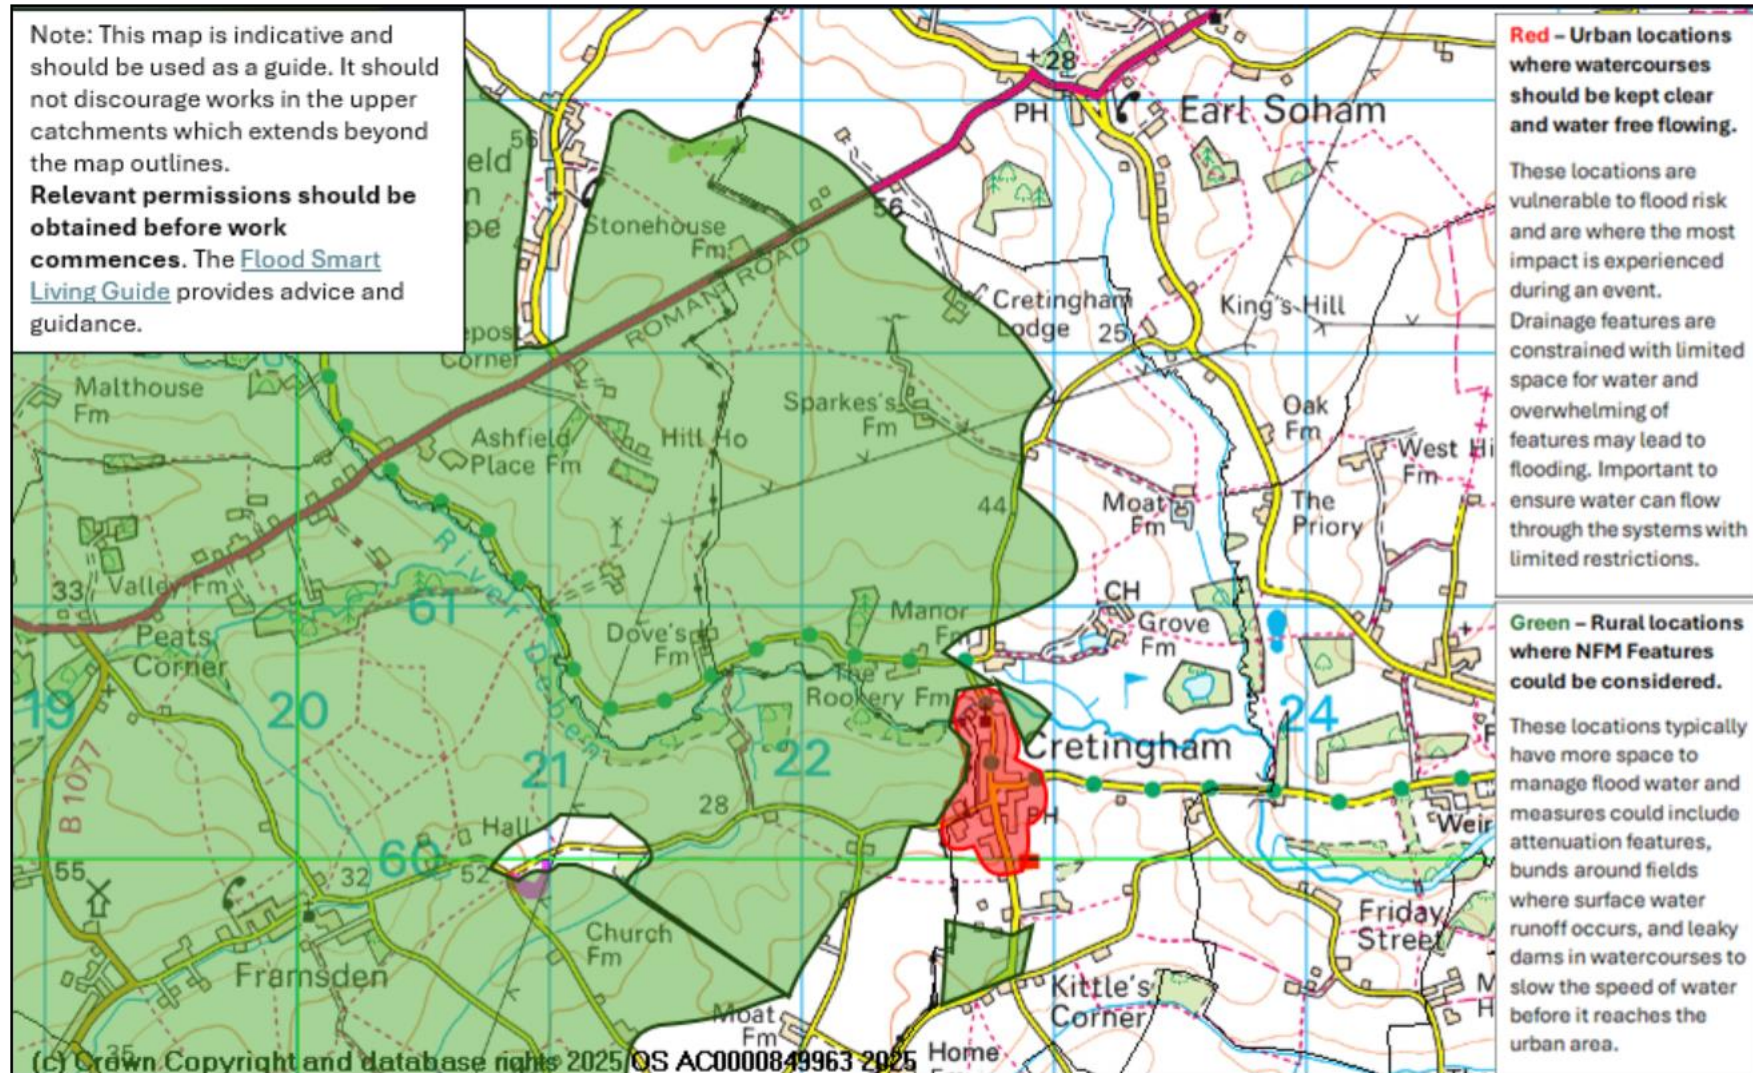 Note: This map is indicative and
should be used as a guide. It should
not discourage works in the upper
catchments which extends beyond
the map outlines.
Relevant permissions should be
obtained before work
commences. The Flood Smart
Living Guide provides advice and
guidance.
Red – Urban locations
where watercourses
should be kept clear
and water free flowing.
These locations are
vulnerable to flood risk
and are where the most
impact is experienced
during an event.
Drainage features are
constrained with limited
space for water and
overwhelming of
features may lead to
flooding. Important to
ensure water can flow
through the systems with
limited restrictions.
Green – Rural locations
where NFM Features
could be considered.
These locations typically
have more space to
manage flood water and
measures could include
attenuation features,
bunds around fields
where surface water
runoff occurs, and leaky
dams in watercourses to
slow the speed of water
before it reaches the
urban area.
28
PH
Earl Soham
56
eld
n
pe
Stonehouse
Fm
56
ROMAN ROAD
Cretingham
Lodge
25
King's Hill
epost
Corner
Malthouse
Fm
Sparkes's
Fm
Ashfield
Place Fm
Hill Ho
Oak
Fm
West Hi
Fm
44
Moat
Fm
The
Priory
River Deben
33
Valley Fm
61
Peats
Corner
Dove's
Fm
Manor
Fm
CH
Grove
Fm
The
Rookery Fm
19
20
21
22
24
Cretingham
B 1077
28
Hall
PH
Weir
60
55
32
52
Church
Fm
Friday
Street
Framsden
Kittle's
Corner
M
H
Moat
Fm
Home
Fm
35
(c) Crown Copyright and database rights 2025 OS AC0000849963 2025